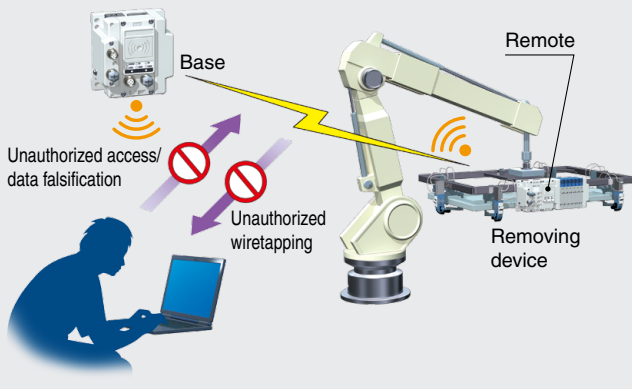 Base
Remote
Unauthorized access/
data falsification
Unauthorized
wiretapping
Removing
device